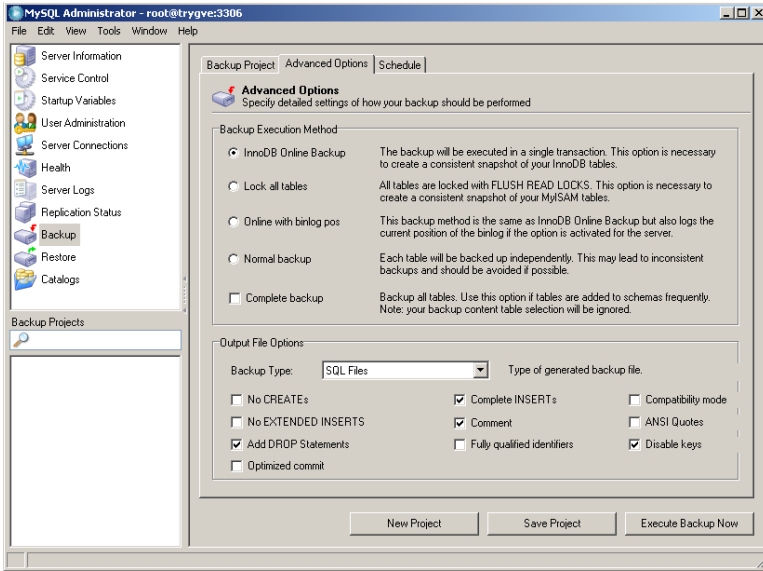 MySQL Administrator - root@trygve:3306
File Edit View Tools Window Help
Server Information
Service Control
Startup Variables
User Administration
Server Connections
Health
Server Logs
Replication Status
Backup
Restore
Catalogs
Backup Projects
Backup Project Advanced Options Schedule
Advanced Options
Specify detailed settings of how your backup should be performed
Backup Execution Method
InnoDB Online Backup
The backup will be executed in a single transaction. This option is necessary
to create a consistent snapshot of your InnoDB tables.
Lock all tables
All tables are locked with FLUSH READ LOCKS. This option is necessary to
create a consistent snapshot of your MyISAM tables.
Online with binlog pos
This backup method is the same as InnoDB Online Backup but also logs the
current position of the binlog if the option is activated for the server.
Normal backup
Each table will be backed up independently. This may lead to inconsistent
backups and should be avoided if possible.
Complete backup
Backup all tables. Use this option if tables are added to schemas frequently.
Note: your backup content table selection will be ignored.
Output File Options
Backup Type: SQL Files Type of generated backup file.
No CREATEs Complete INSERTs Compatibility mode
No EXTENDED INSERTS Comment ANSI Quotes
Add DROP Statements Fully qualified identifiers Disable keys
Optimized commit
New Project Save Project Execute Backup Now